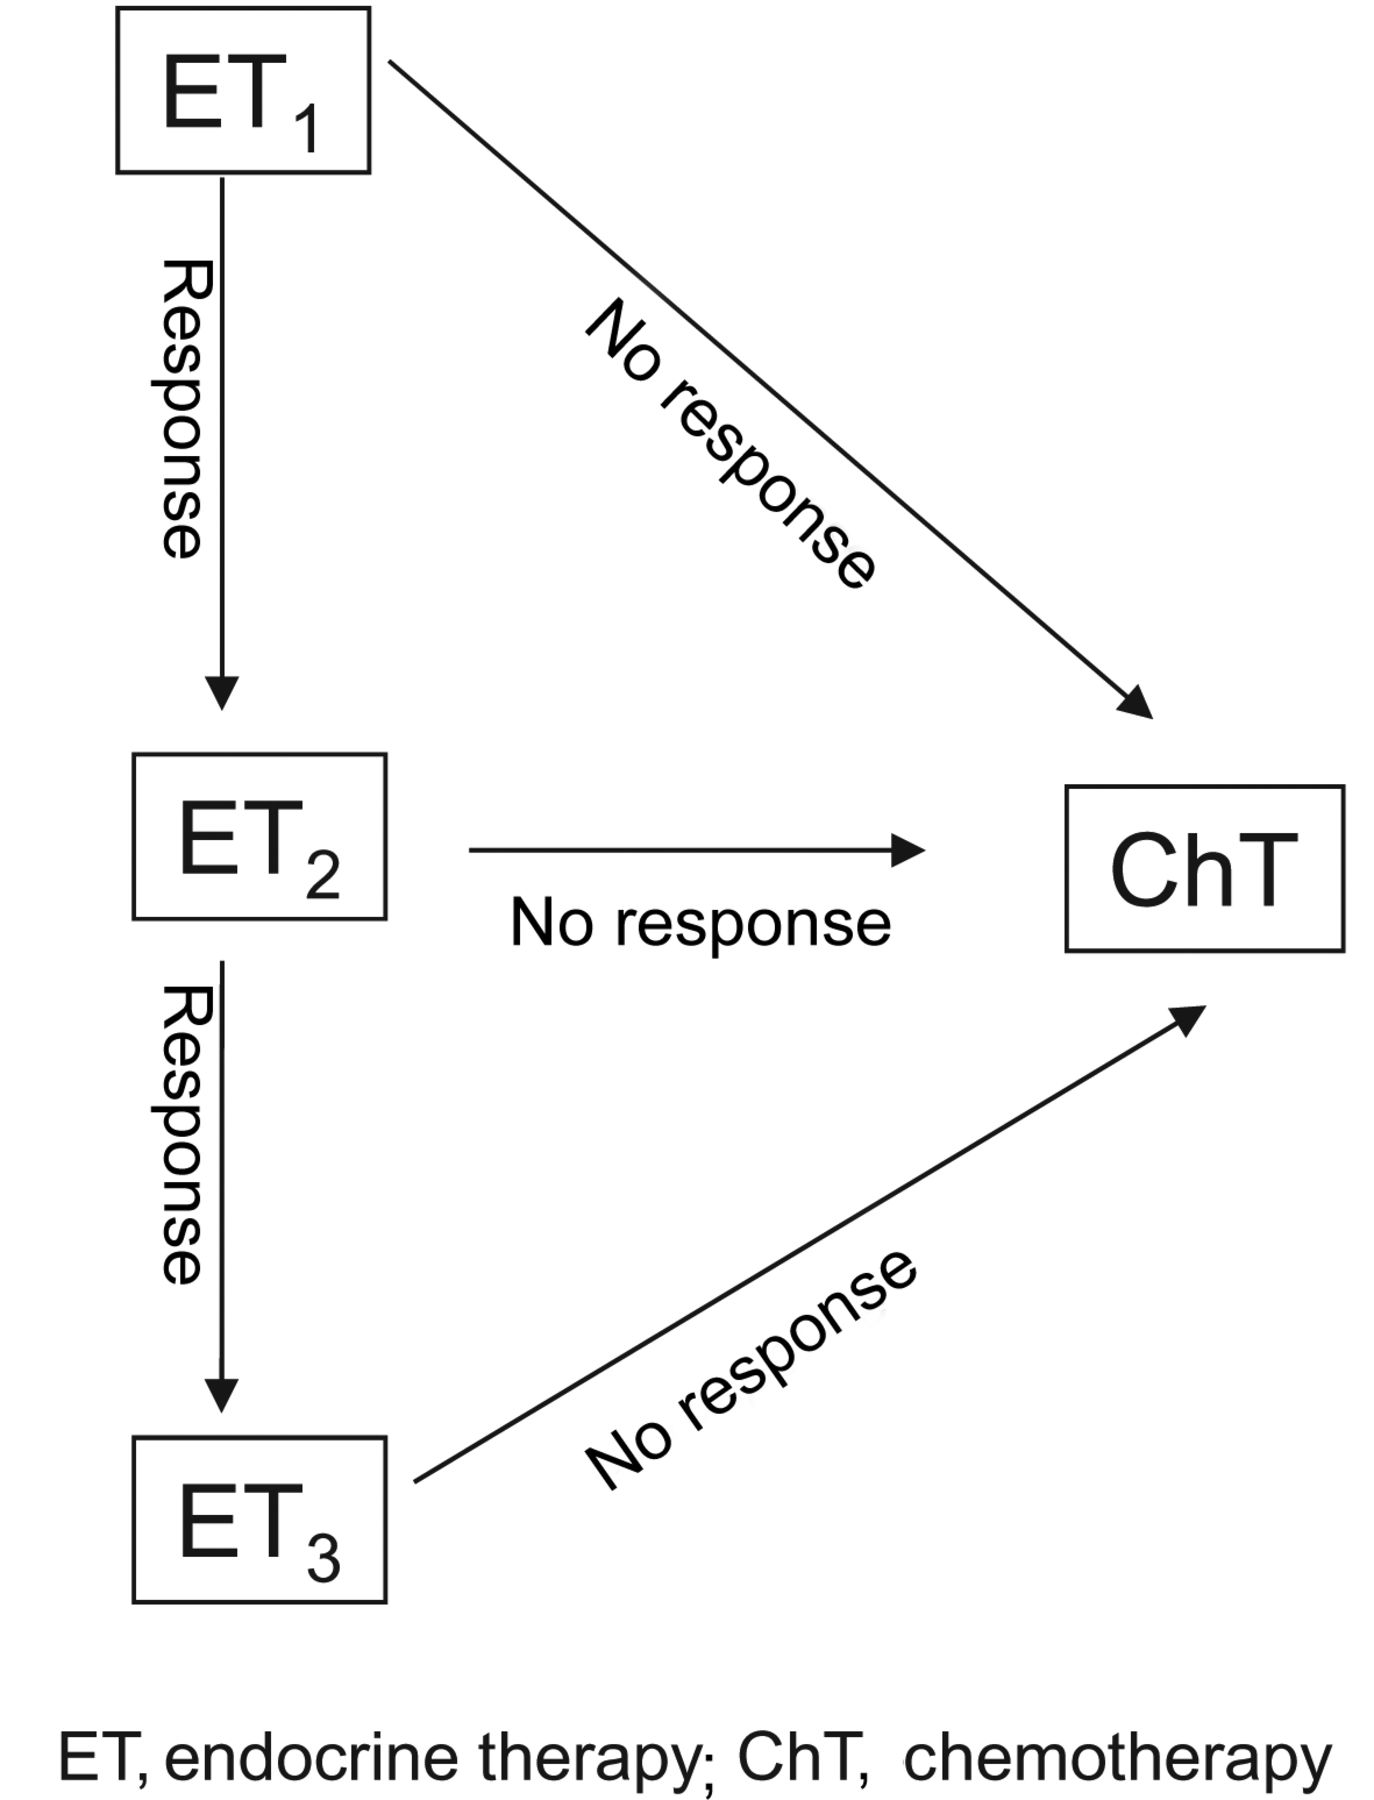 ET1
Response
No response
ET2
No response
ChT
Response
No response
ET3
ET, endocrine therapy; ChT, chemotherapy